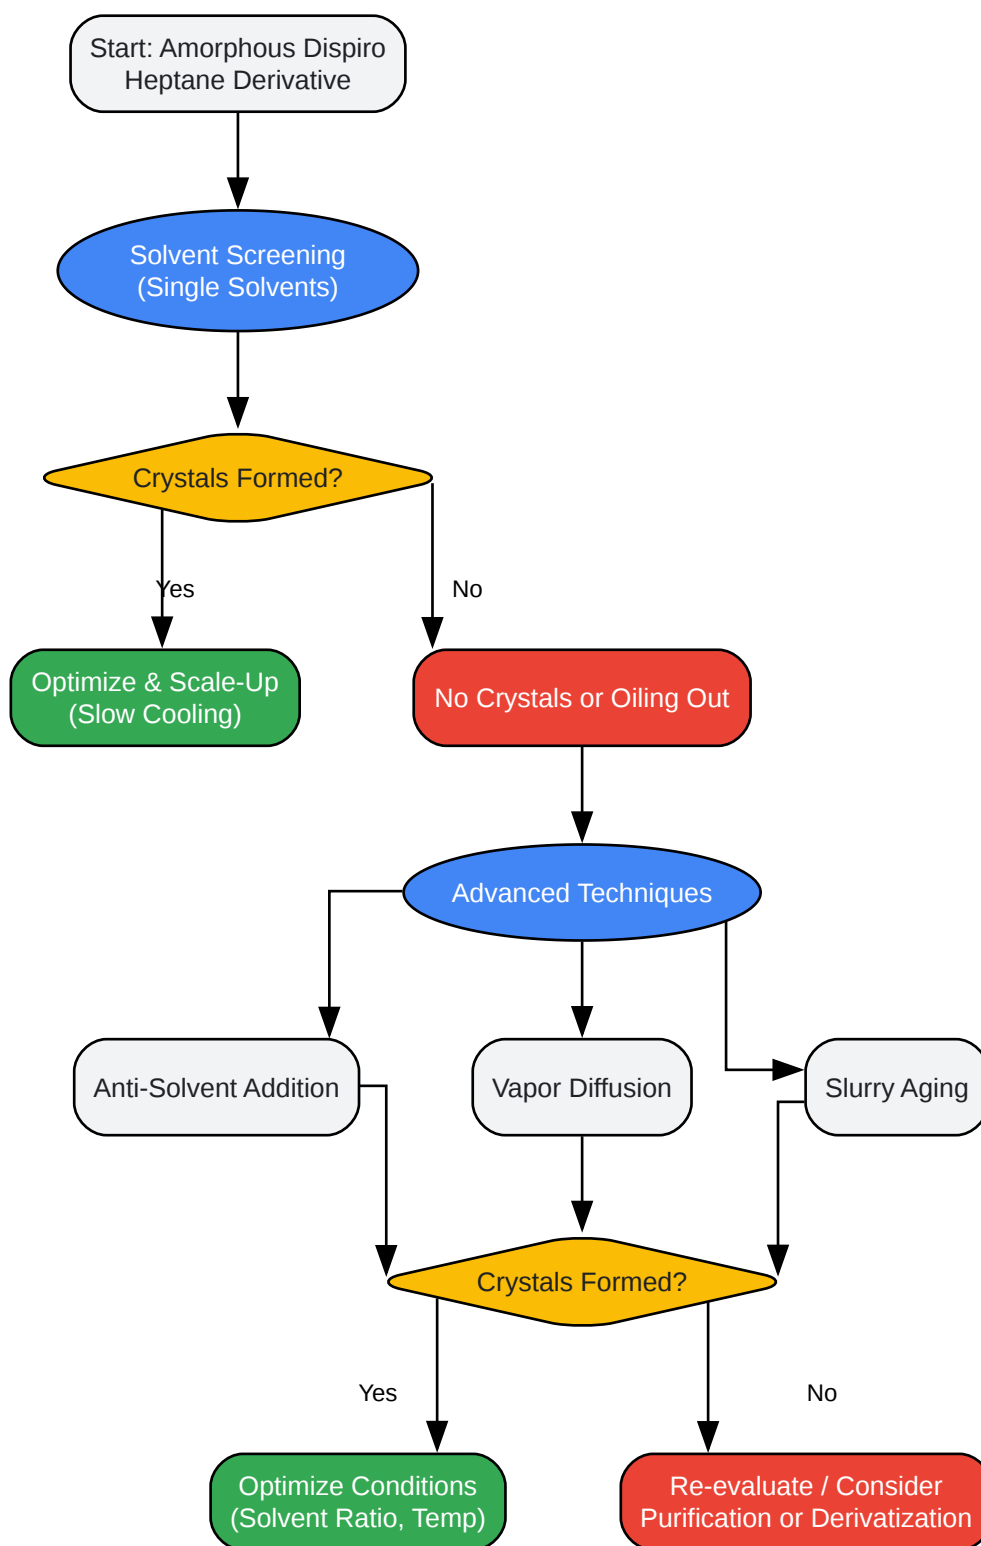 Start: Amorphous Dispiro
Heptane Derivative
Solvent Screening
(Single Solvents)
Crystals Formed?
Yes
No
Optimize & Scale-Up
(Slow Cooling)
No Crystals or Oiling Out
Advanced Techniques
Anti-Solvent Addition
Vapor Diffusion
Slurry Aging
Crystals Formed?
Yes
No
Optimize Conditions
(Solvent Ratio, Temp)
Re-evaluate / Consider
Purification or Derivatization